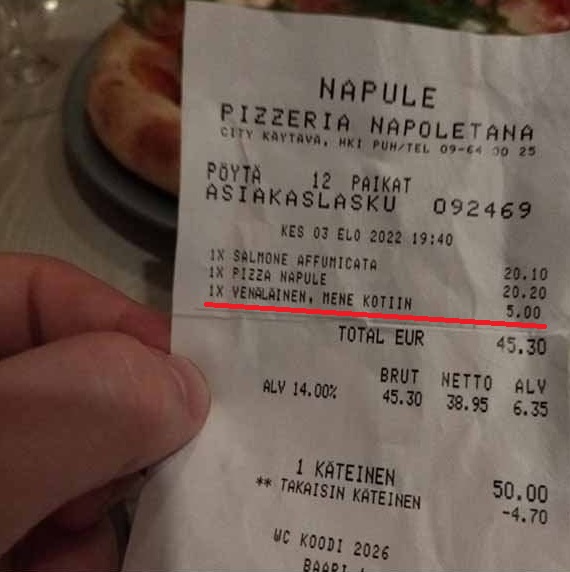 NAPULE
PIZZERIA NAPOLETANA
CITY KÄYTÄVÄ, HKI PUH/TEL 09-64 00 25
PÖYTÄ 12 PAIKAT
ASIAKASLASKU 092469
KES 03 ELO 2022 19:40
1X SALMONE AFFUMICATA 20.10
1X PIZZA NAPULE 20.20
1X VENÄLÄINEN, MENE KOTIIN 5.00
TOTAL EUR 45.30
BRUT NETTO ALV
ALV 14.00% 45.30 38.95 6.35
1 KÄTEINEN 50.00
** TAKAISIN KÄTEINEN -4.70
WC KOODI 2026
BAARI